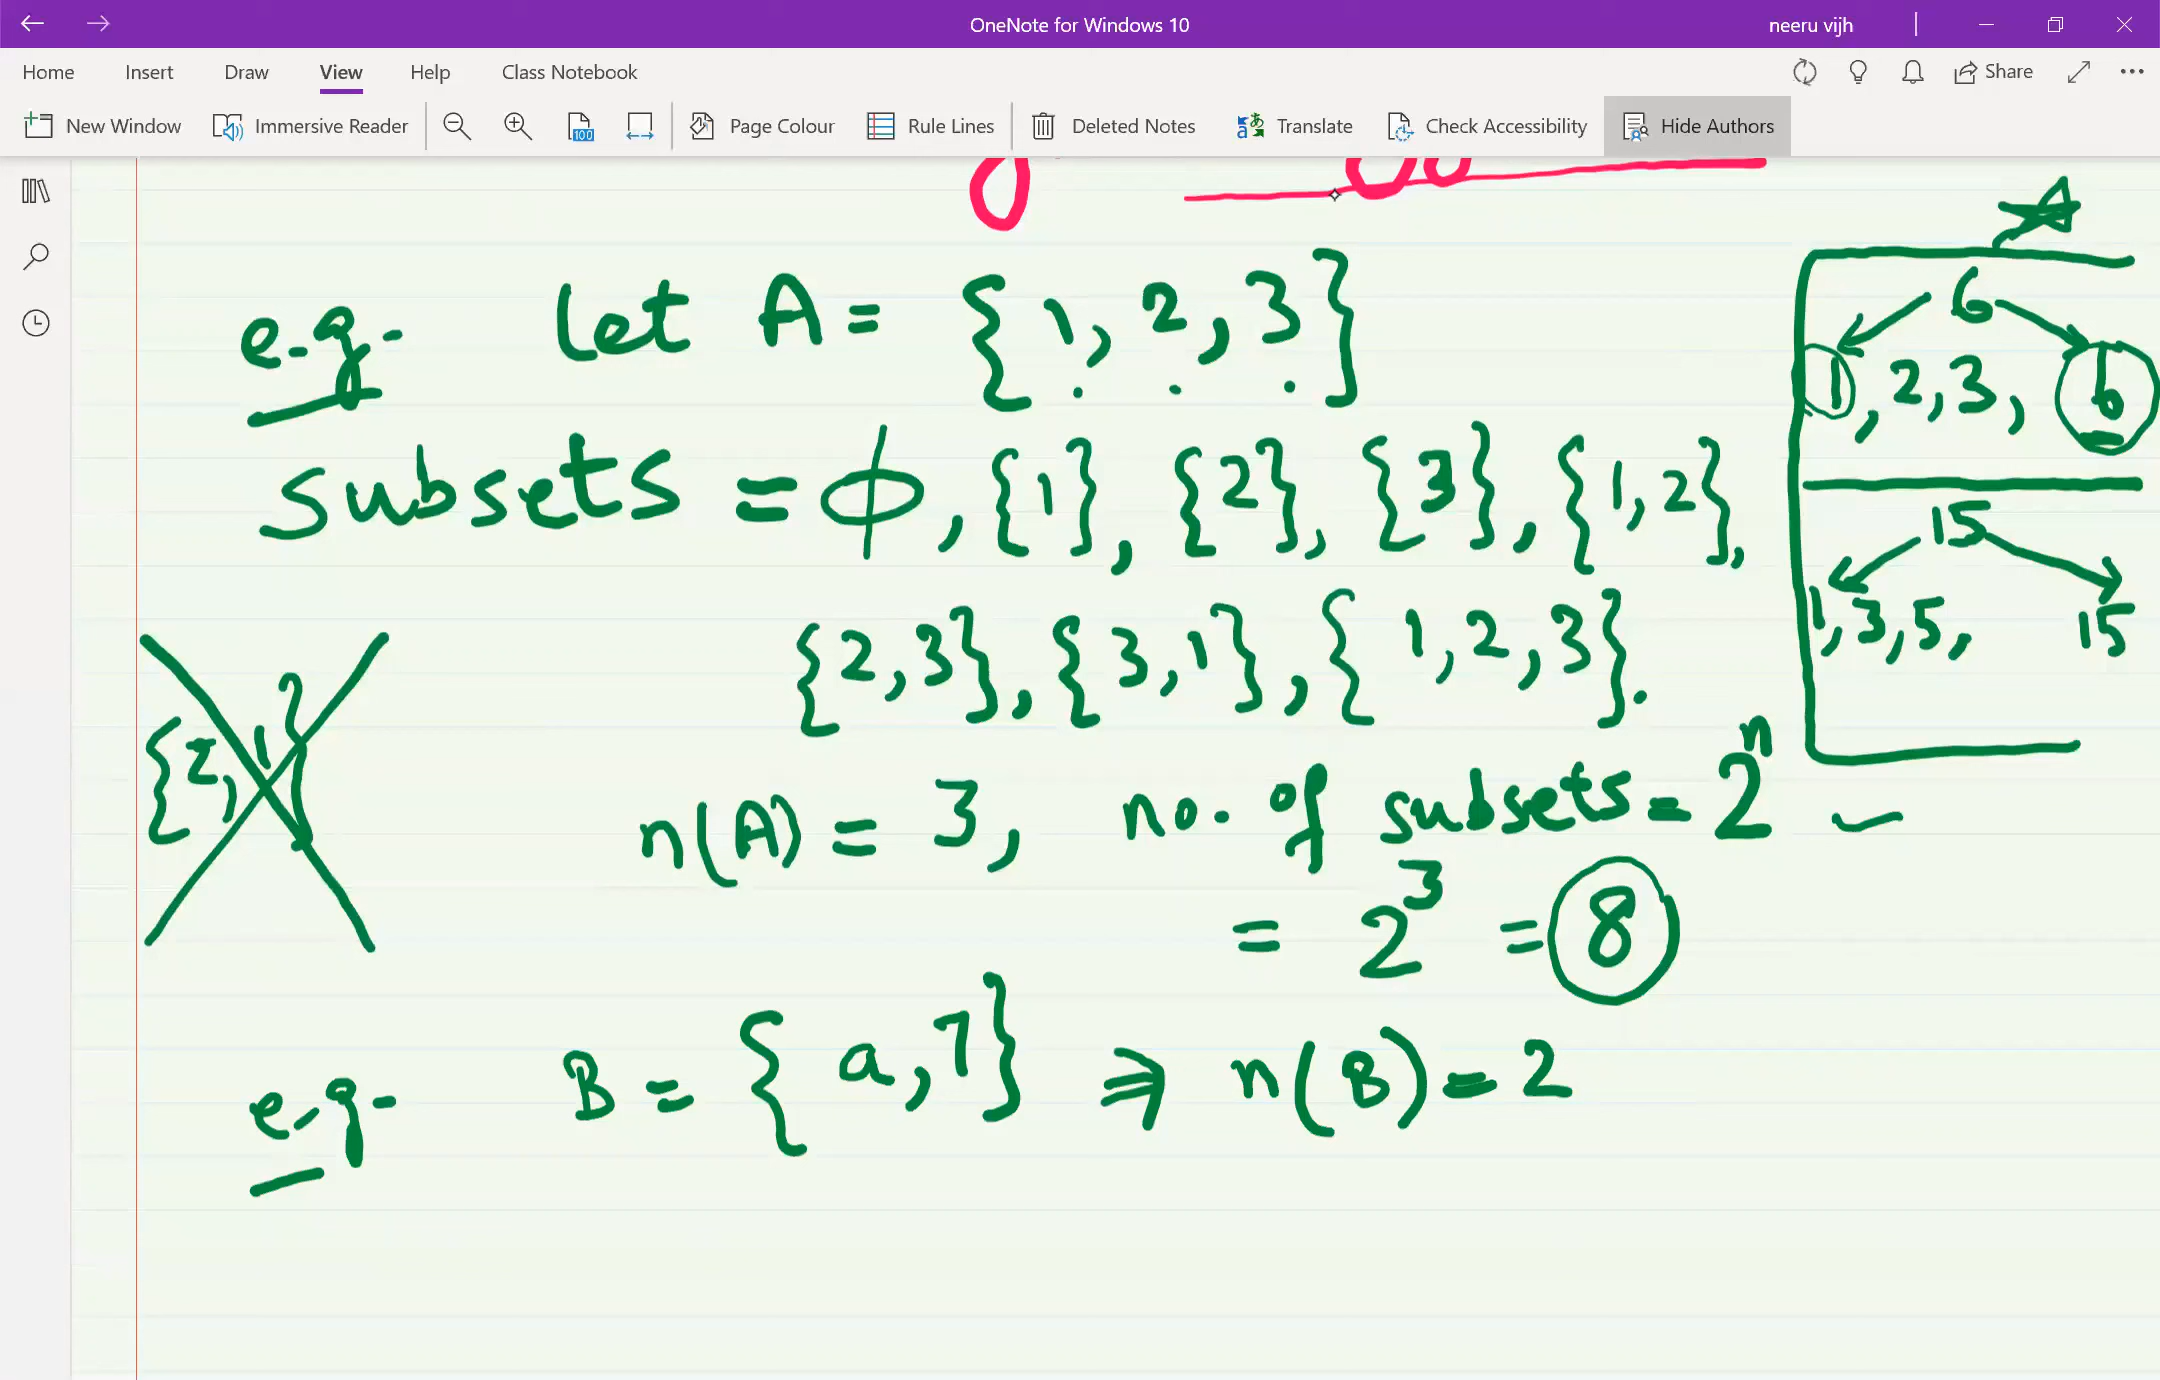 OneNote for Windows 10
neeru vijh
Home Insert Draw View Help Class Notebook Share
New Window Immersive Reader 100 Page Colour Rule Lines Deleted Notes Translate Check Accessibility Hide Authors
e.g. Let A = {1, 2, 3}
subsets = ϕ, {1}, {2}, {3}, {1,2},
{2,3}, {3,1}, {1,2,3}.
{2,1}
n(A) = 3, no. of subsets = 2ⁿ
= 2³ = 8
e.g. B = {a,7} ⇒ n(B) = 2
6
1, 2, 3, 6
15
1, 3, 5, 15